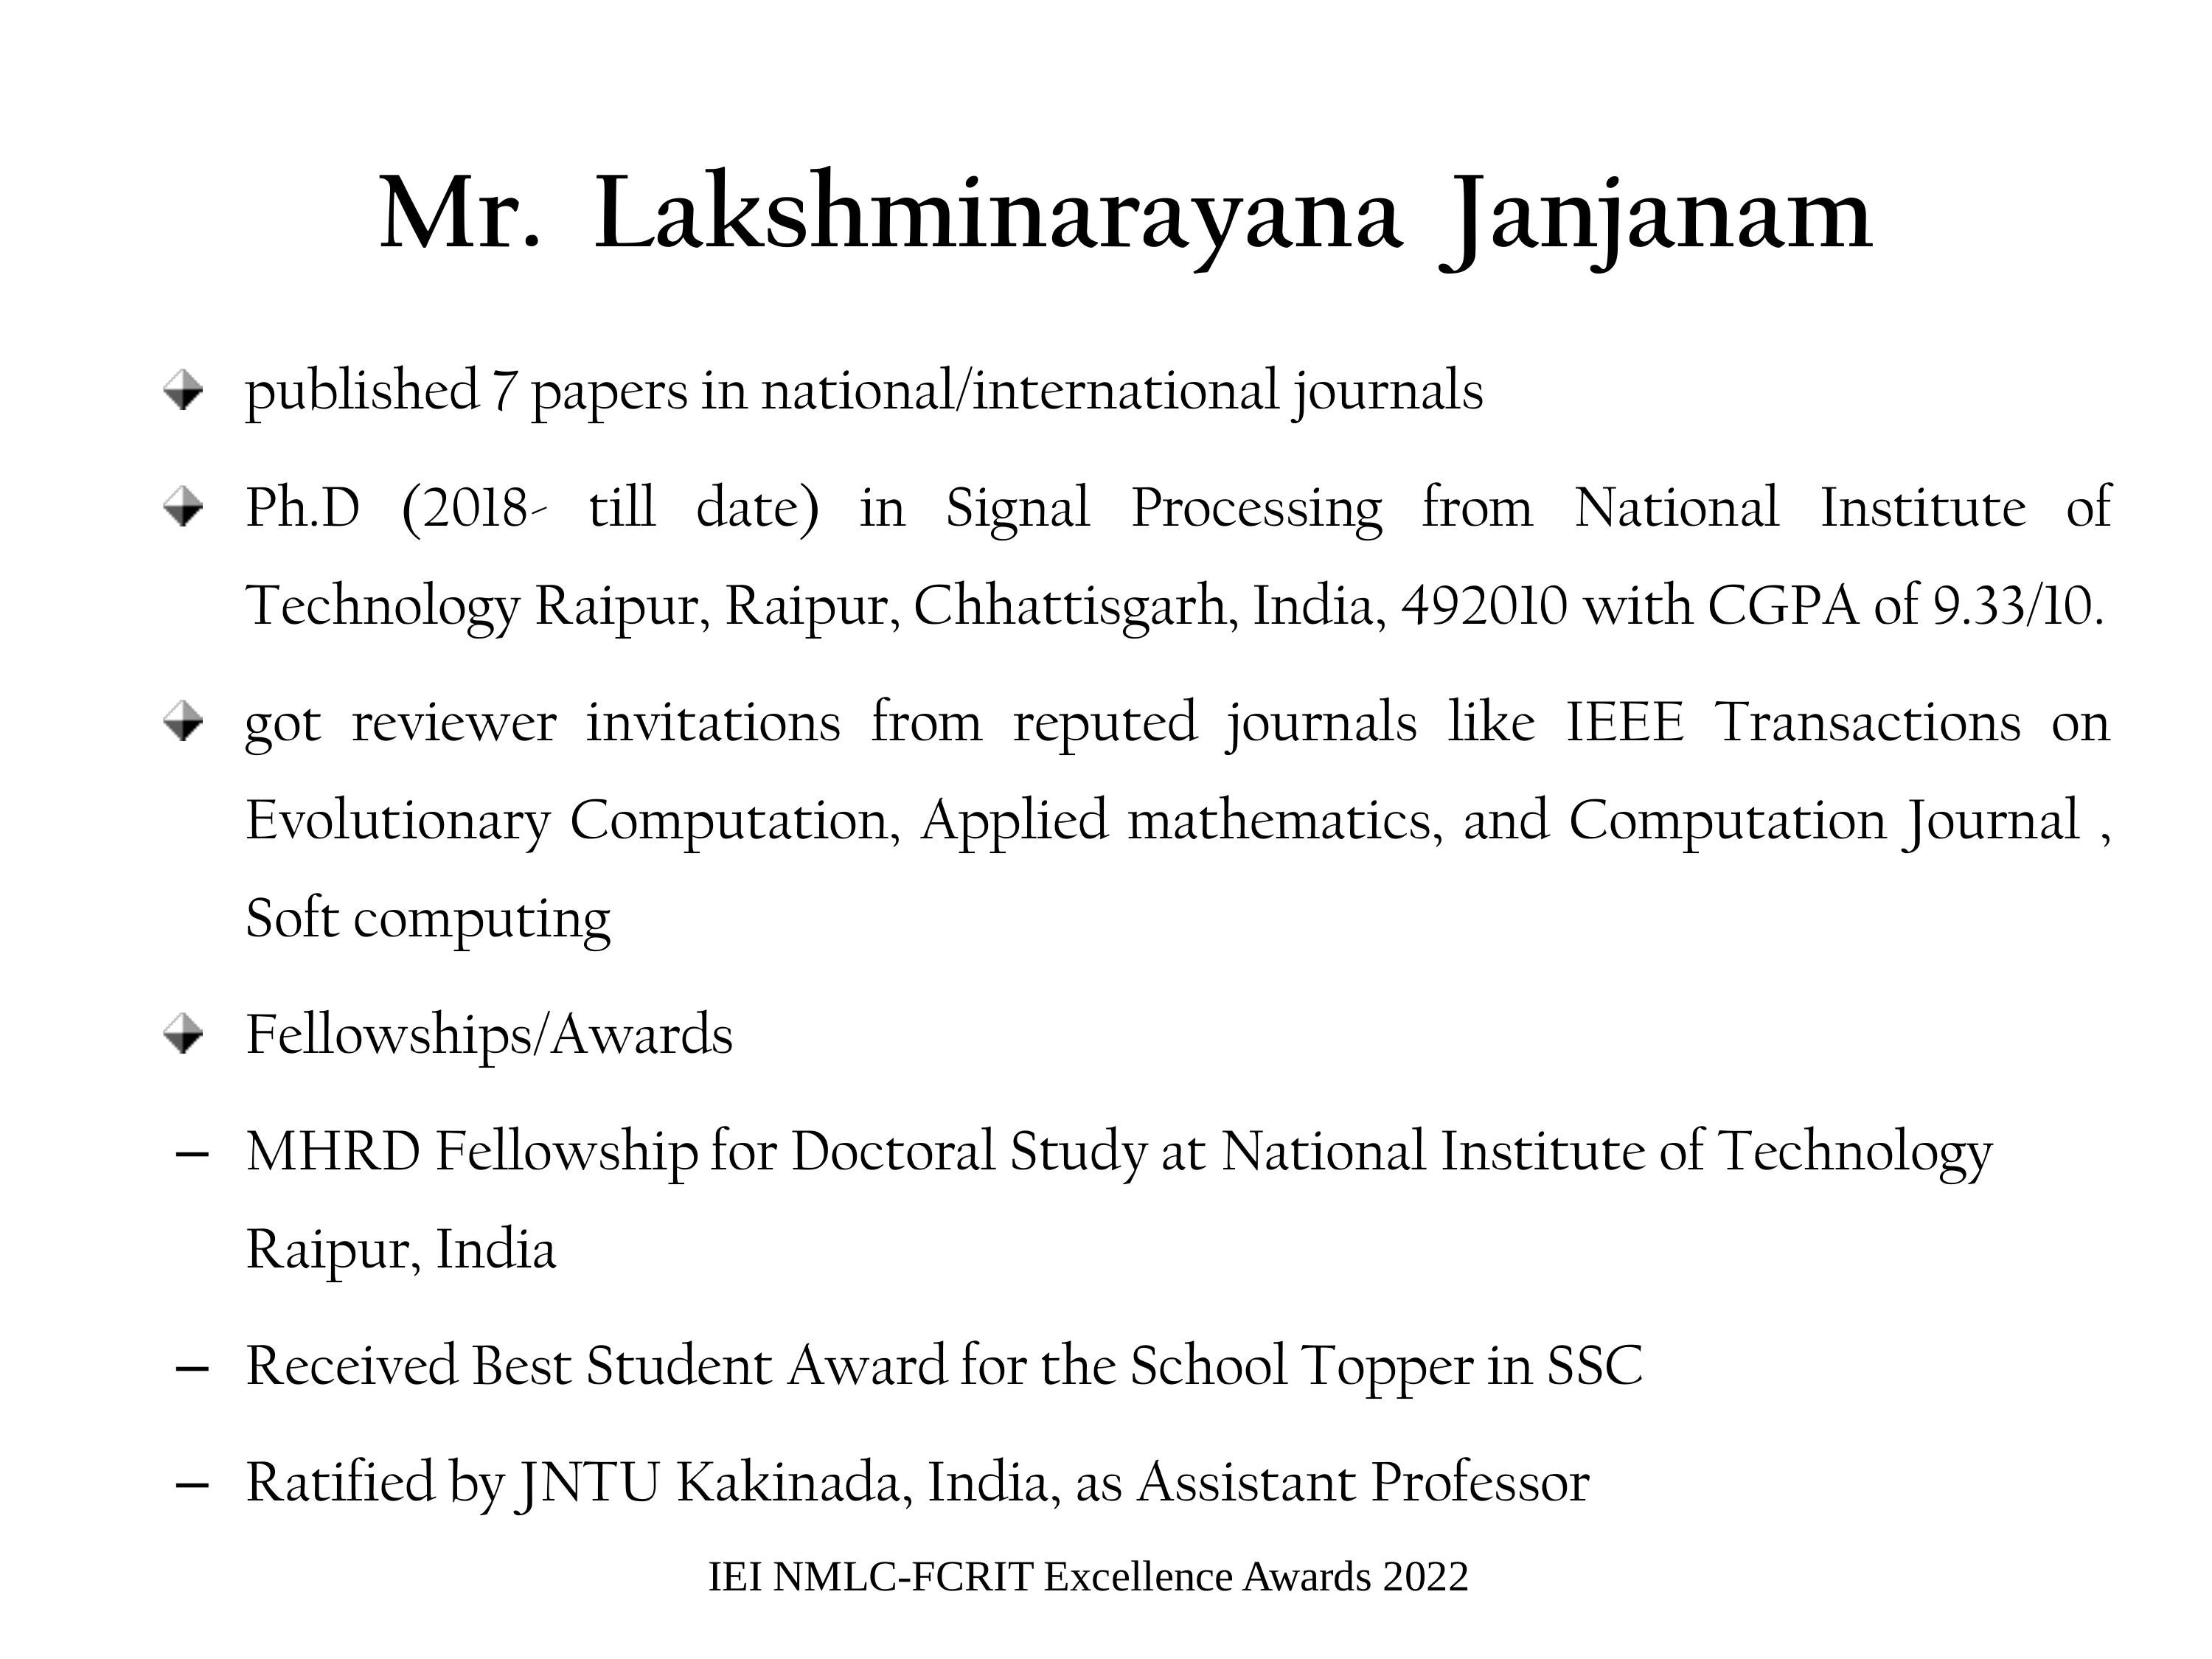 Mr. Lakshminarayana Janjanam
published 7 papers in national/international journals
Ph.D (2018- till date) in Signal Processing from National Institute of
Technology Raipur, Raipur, Chhattisgarh, India, 492010 with CGPA of 9.33/10.
got reviewer invitations from reputed journals like IEEE Transactions on
Evolutionary Computation, Applied mathematics, and Computation Journal ,
Soft computing
Fellowships/Awards
– MHRD Fellowship for Doctoral Study at National Institute of Technology
Raipur, India
– Received Best Student Award for the School Topper in SSC
– Ratified by JNTU Kakinada, India, as Assistant Professor
IEI NMLC-FCRIT Excellence Awards 2022